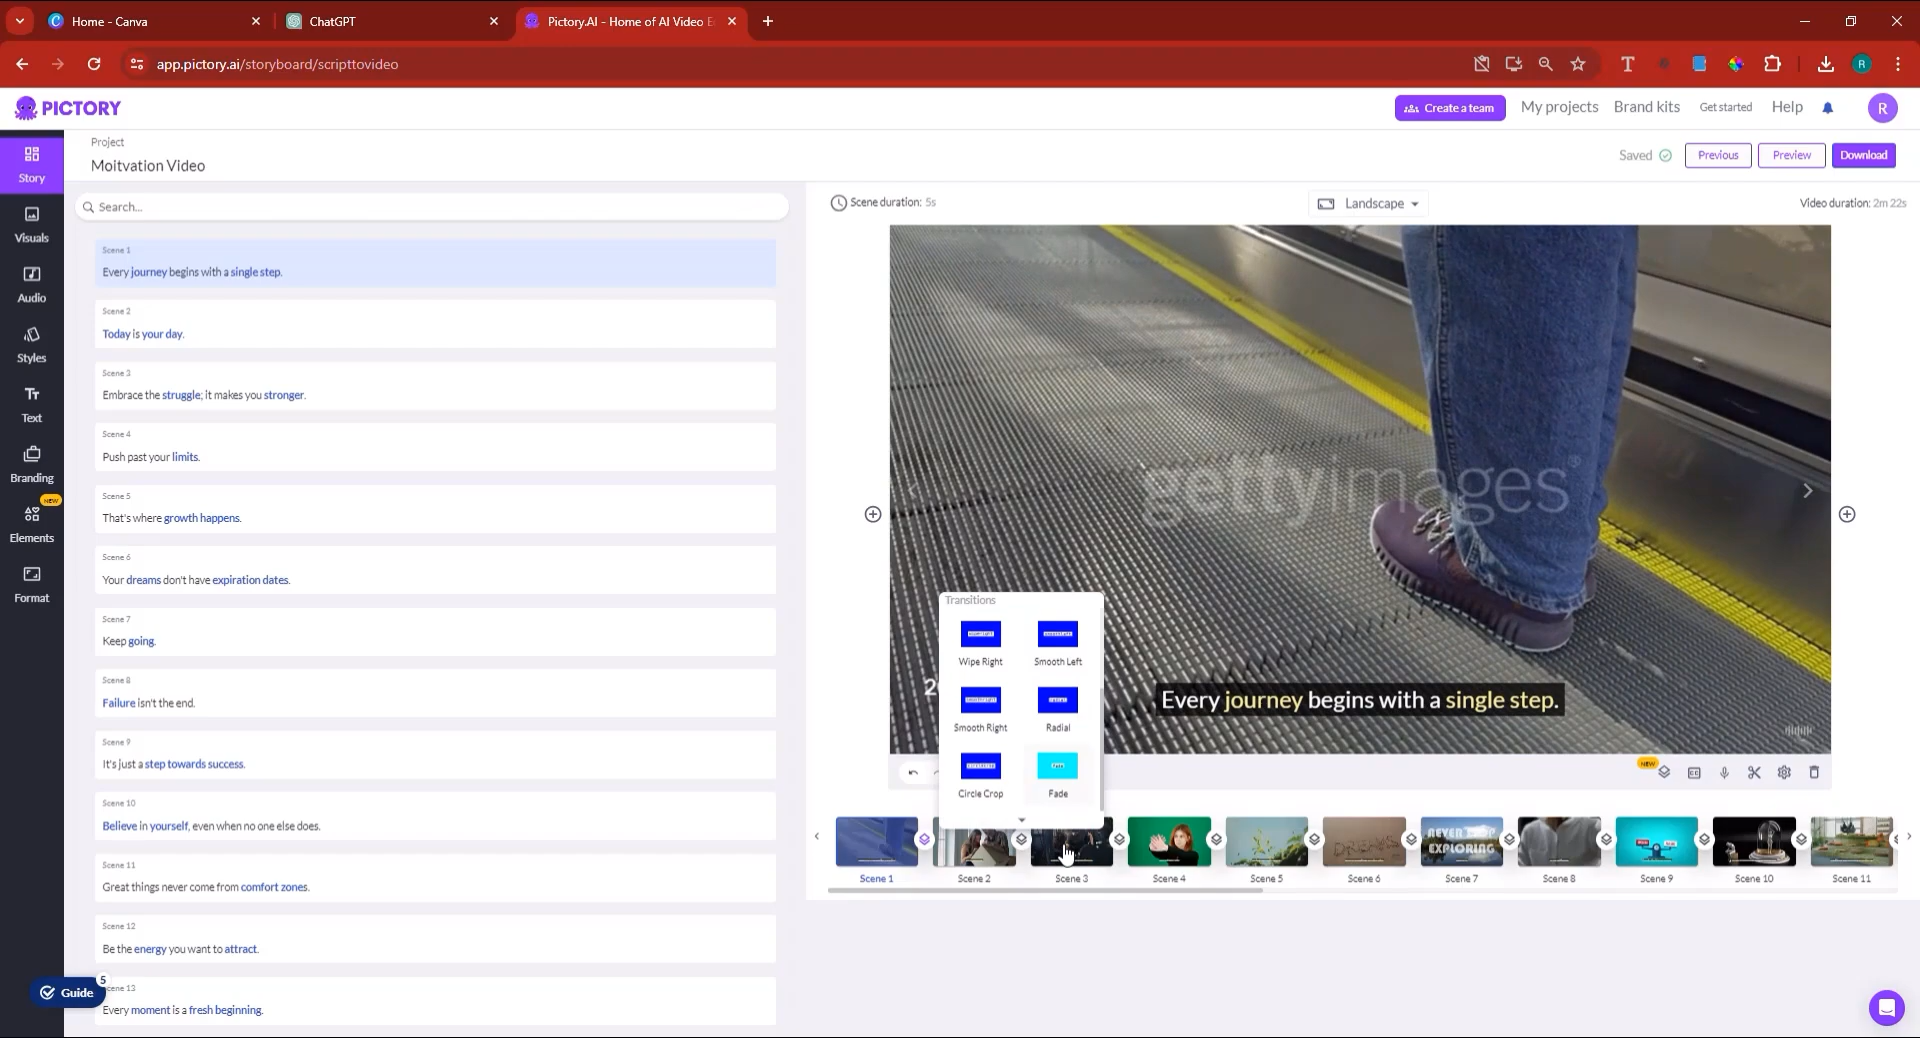 Home - Canva
ChatGPT
Pictory.AI - Home of AI Video E
app.pictory.ai/storyboard/scripttovideo
R
PICTORY
Create a team
My projects
Brand kits
Get started
Help
R
Story
Visuals
Audio
Styles
Text
Branding
NEW
Elements
Format
Guide
5
Project
Moitvation Video
Saved
Previous
Preview
Download
Search...
Scene 1
Every journey begins with a single step.
Scene 2
Today is your day.
Scene 3
Embrace the struggle; it makes you stronger.
Scene 4
Push past your limits.
Scene 5
That's where growth happens.
Scene 6
Your dreams don't have expiration dates.
Scene 7
Keep going.
Scene 8
Failure isn't the end.
Scene 9
It's just a step towards success.
Scene 10
Believe in yourself, even when no one else does.
Scene 11
Great things never come from comfort zones.
Scene 12
Be the energy you want to attract.
cene 13
Every moment is a fresh beginning.
Scene duration: 5s
Landscape
Video duration: 2m 22s
gettyimages
Every journey begins with a single step.
Transitions
Wipe Right
Smooth Left
Smooth Right
Radial
Circle Crop
Fade
Fade
NEW
NEVER STOP
EXPLORING
DREAMS
Scene 1
Scene 2
Scene 3
Scene 4
Scene 5
Scene 6
Scene 7
Scene 8
Scene 9
Scene 10
Scene 11